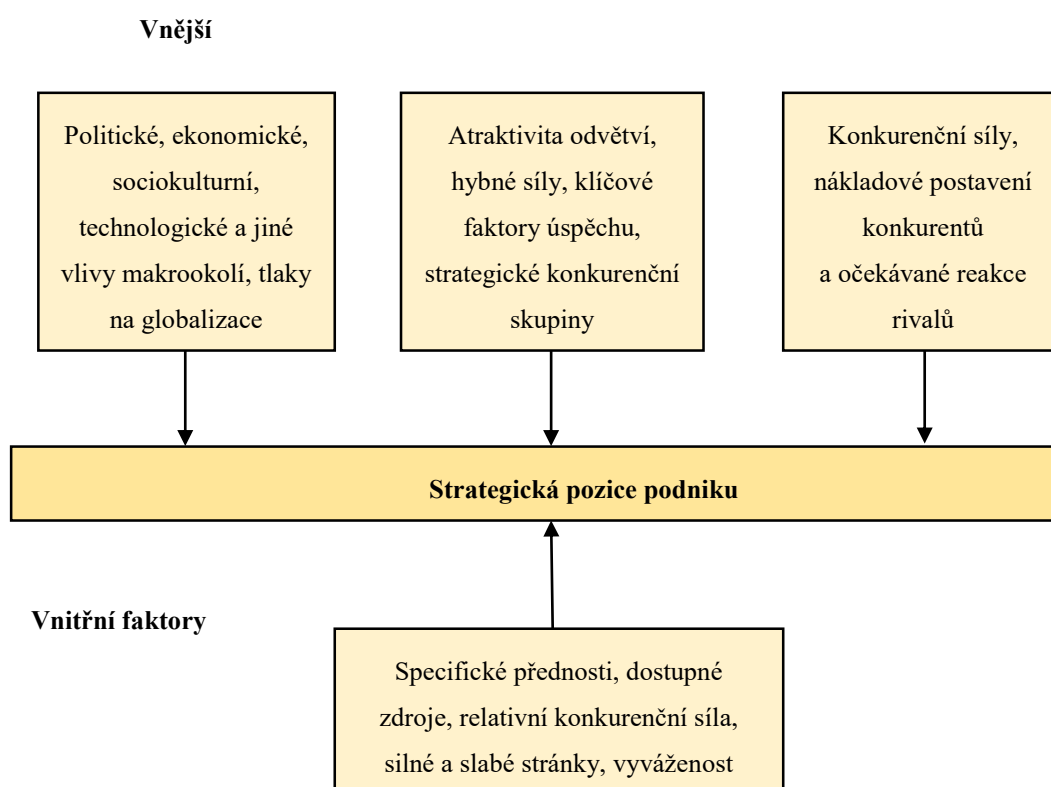 Vnější
Politické, ekonomické,
sociokulturní,
technologické a jiné
vlivy makrookolí, tlaky
na globalizace
Atraktivita odvětví,
hybné síly, klíčové
faktory úspěchu,
strategické konkurenční
skupiny
Konkurenční síly,
nákladové postavení
konkurentů
a očekávané reakce
rivalů
Strategická pozice podniku
Vnitřní faktory
Specifické přednosti, dostupné
zdroje, relativní konkurenční síla,
silné a slabé stránky, vyváženost